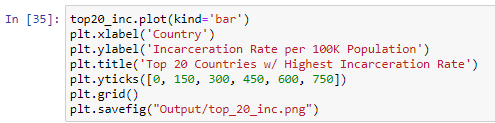 In [35]: top20_inc.plot(kind='bar')
plt.xlabel('Country')
plt.ylabel('Incarceration Rate per 100K Population')
plt.title('Top 20 Countries w/ Highest Incarceration Rate')
plt.yticks([0, 150, 300, 450, 600, 750])
plt.grid()
plt.savefig("Output/top_20_inc.png")